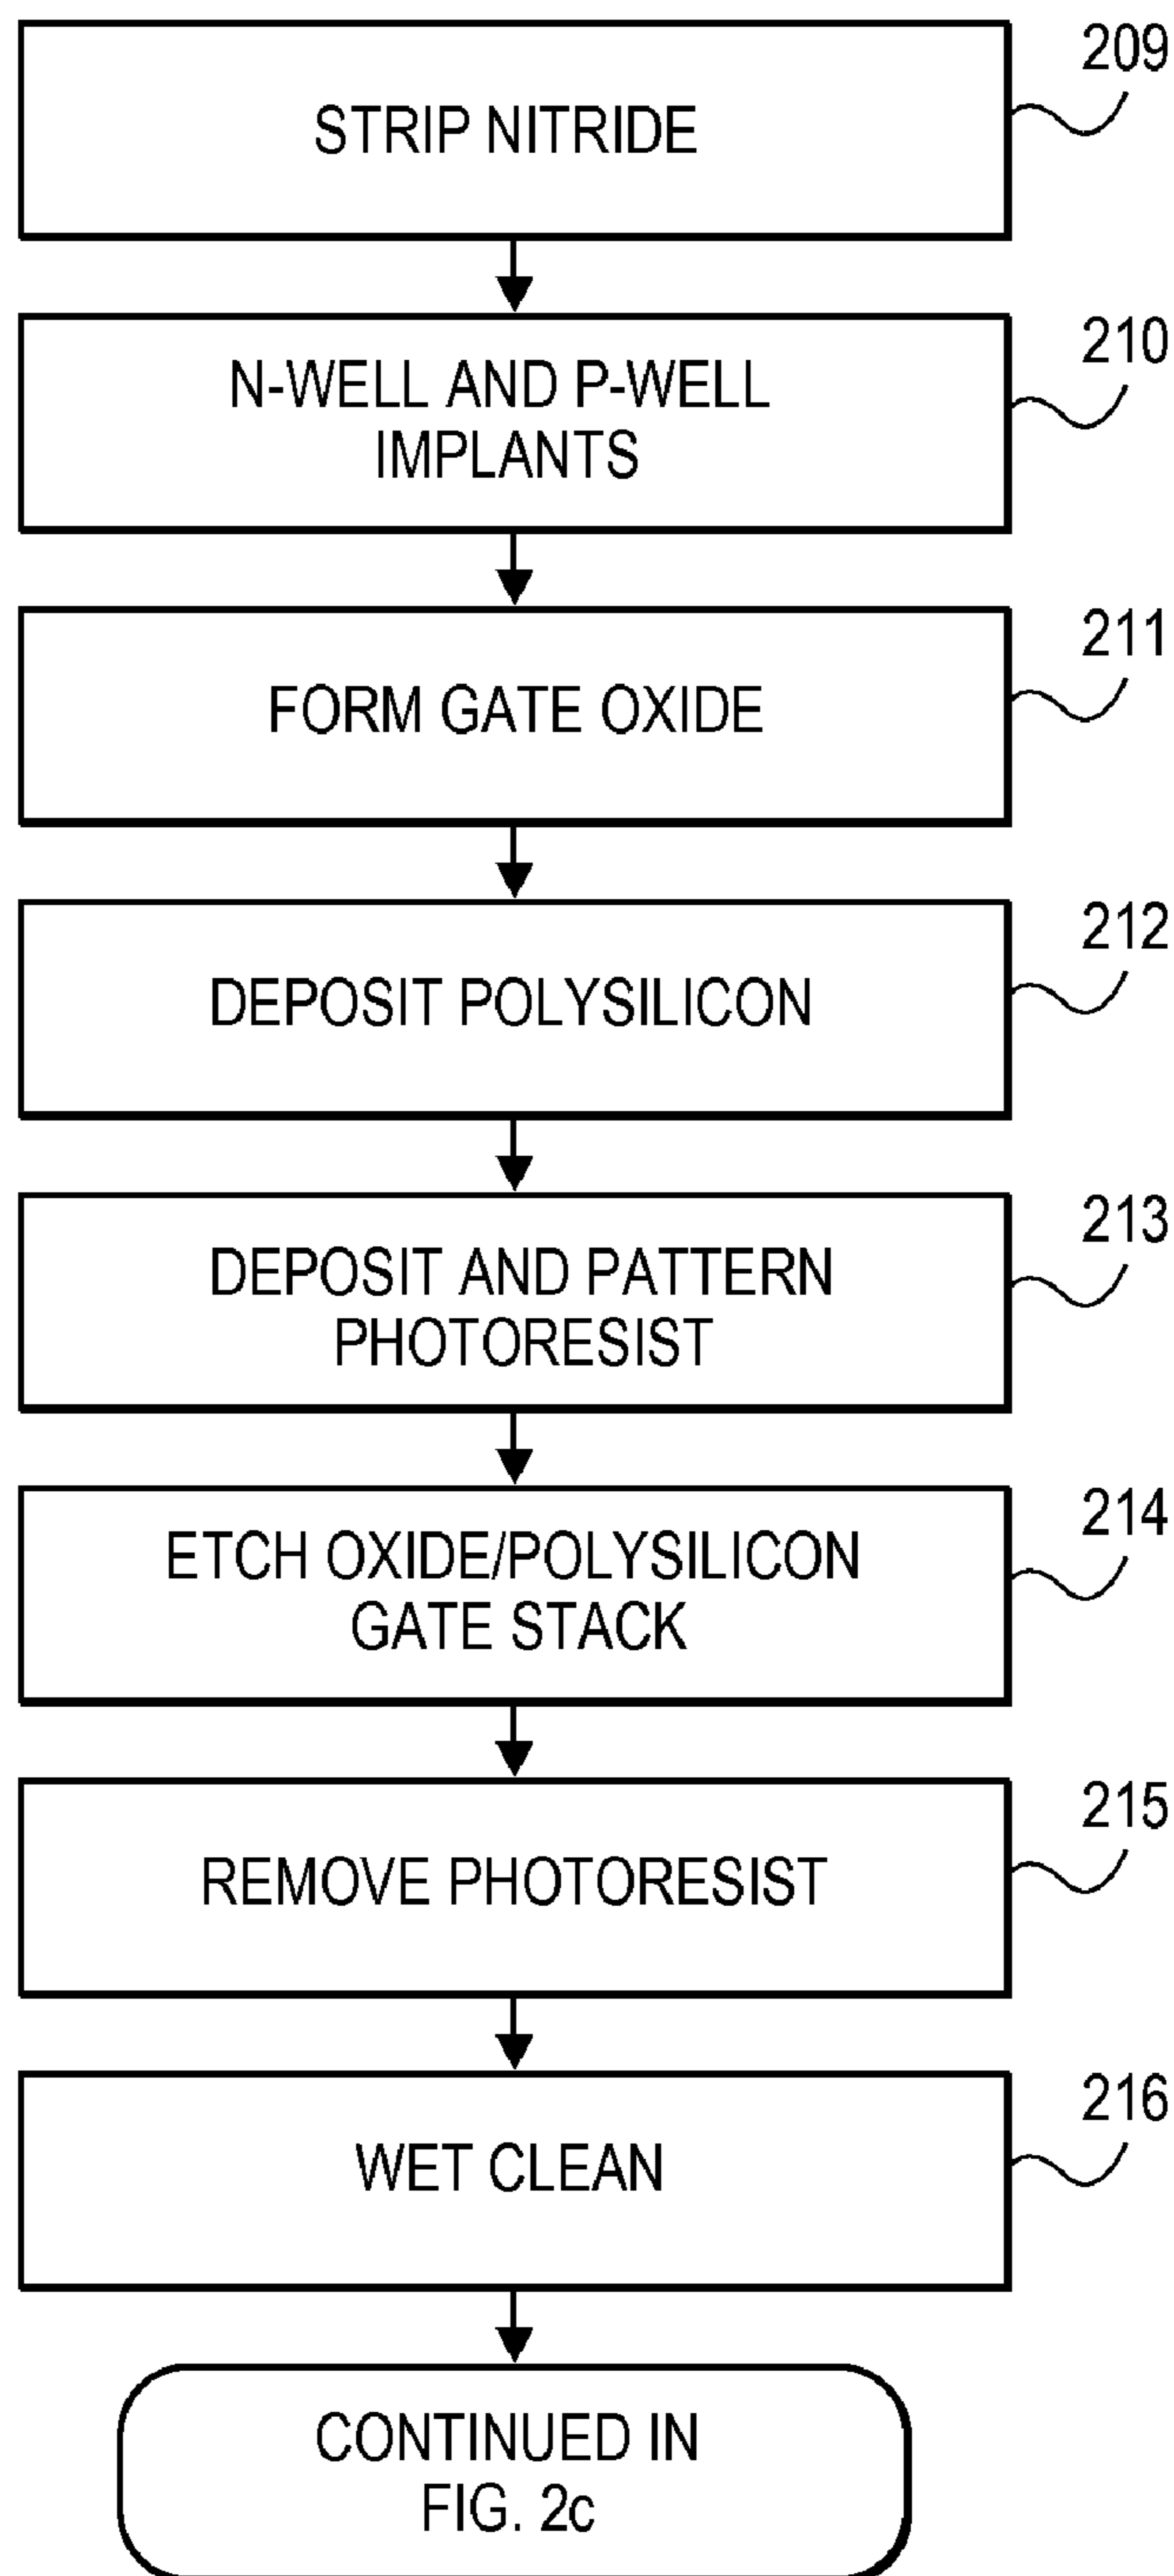 STRIP NITRIDE
209
N-WELL AND P-WELL
IMPLANTS
210
FORM GATE OXIDE
211
DEPOSIT POLYSILICON
212
DEPOSIT AND PATTERN
PHOTORESIST
213
ETCH OXIDE/POLYSILICON
GATE STACK
214
REMOVE PHOTORESIST
215
WET CLEAN
216
CONTINUED IN
FIG. 2c